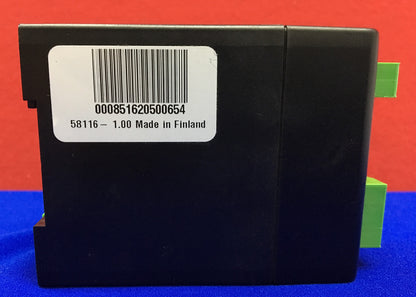 000851620500654
58116 – 1.00 Made in Finland